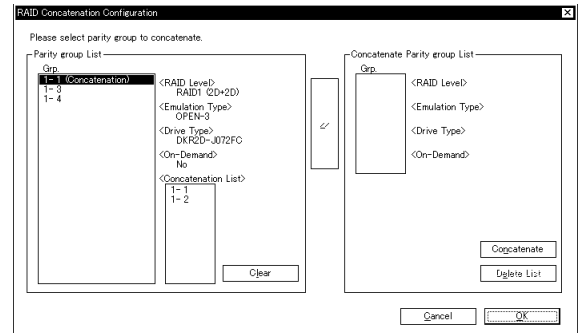 RAID Concatenation Configuration
Please select parity group to concatenate.
Parity group List
Grp.
1- 1 (Concatenation)
1- 3
1- 4
<RAID Level>
RAID1 (2D+2D)
<Emulation Type>
OPEN-3
<Drive Type>
DKR2D-J072FC
<On-Demand>
No
<Concatenation List>
1- 1
1- 2
Clear
Concatenate Parity group List
Grp.
<RAID Level>
<Emulation Type>
<Drive Type>
<On-Demand>
Concatenate
Delete List
Cancel
OK